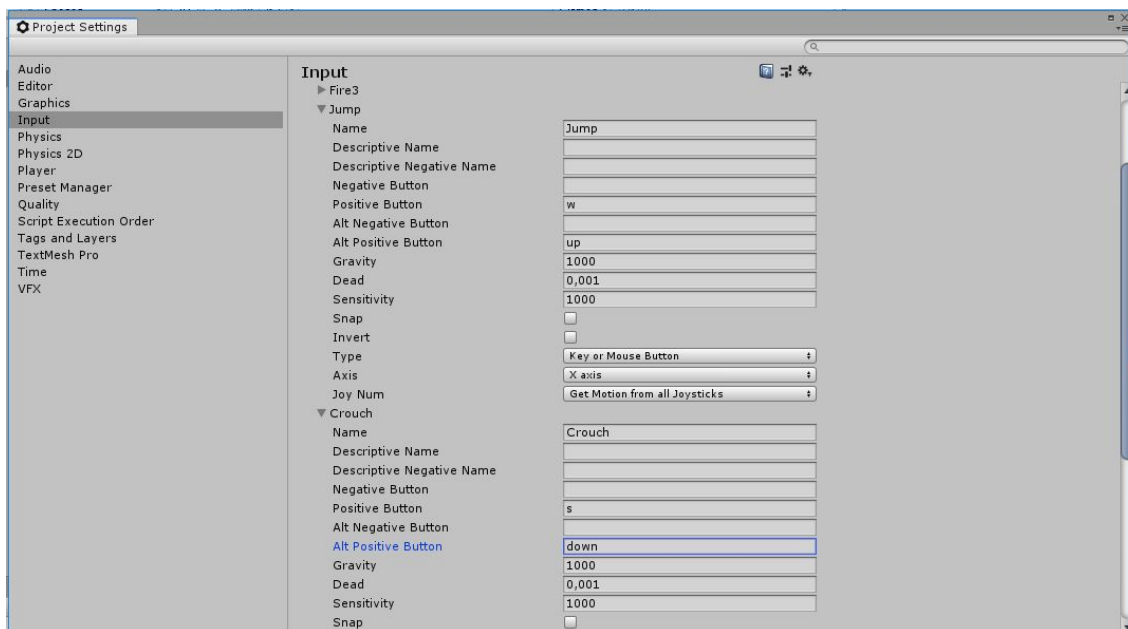 Project Settings
Audio
Editor
Graphics
Input
Physics
Physics 2D
Player
Preset Manager
Quality
Script Execution Order
Tags and Layers
TextMesh Pro
Time
VFX
Input
Fire3
Jump
Name Jump
Descriptive Name
Descriptive Negative Name
Negative Button
Positive Button w
Alt Negative Button
Alt Positive Button up
Gravity 1000
Dead 0,001
Sensitivity 1000
Snap
Invert
Type Key or Mouse Button
Axis X axis
Joy Num Get Motion from all Joysticks
Crouch
Name Crouch
Descriptive Name
Descriptive Negative Name
Negative Button
Positive Button s
Alt Negative Button
Alt Positive Button down
Gravity 1000
Dead 0,001
Sensitivity 1000
Snap